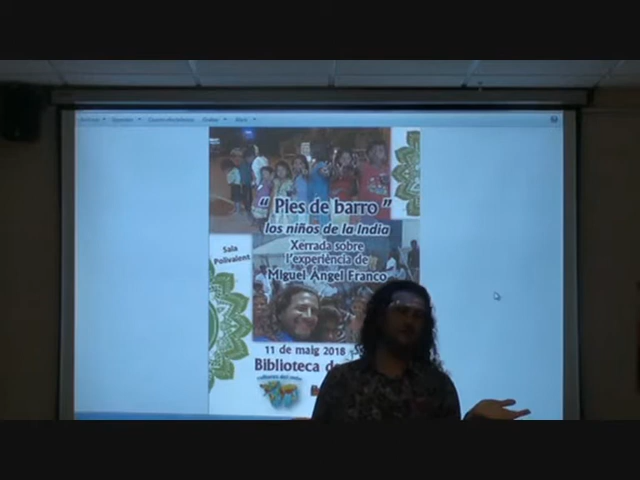 “ Pies de barro ”
los niños de la India
Xerrada sobre
l'experiència de
Miguel Ángel Franco
Sala
Polivalent
11 de maig 2018
Biblioteca